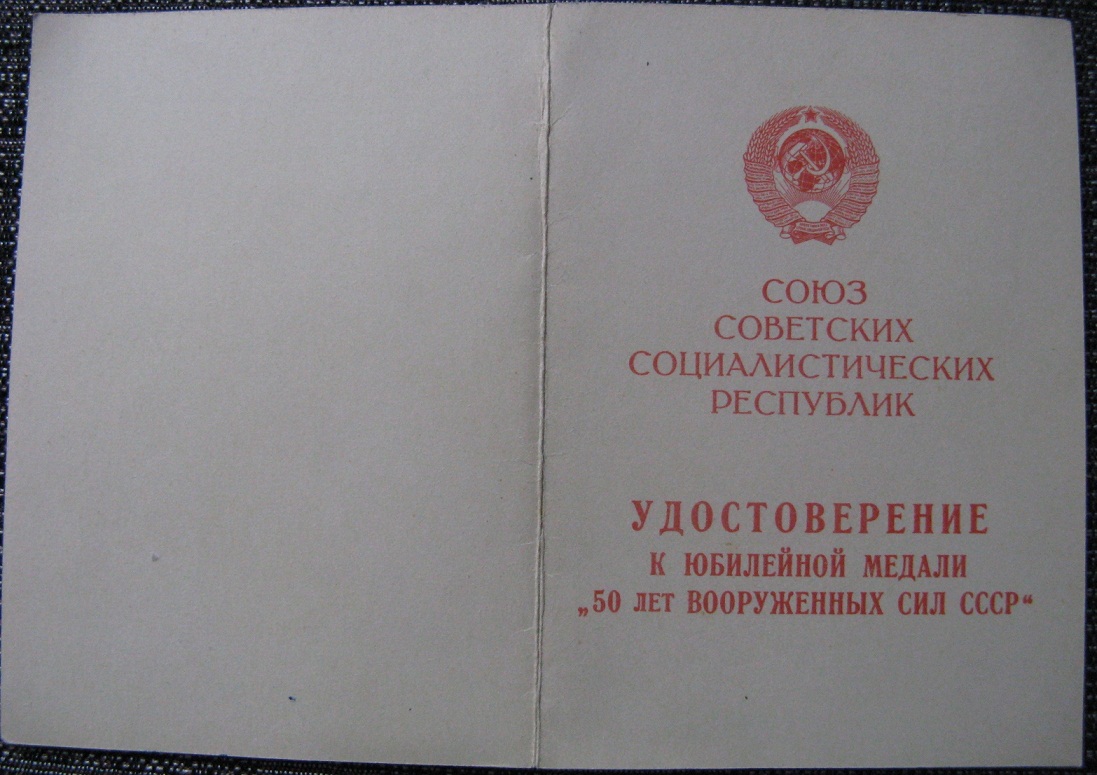 СОЮЗ
СОВЕТСКИХ
СОЦИАЛИСТИЧЕСКИХ
РЕСПУБЛИК
УДОСТОВЕРЕНИЕ
К ЮБИЛЕЙНОЙ МЕДАЛИ
„50 ЛЕТ ВООРУЖЕННЫХ СИЛ СССР“